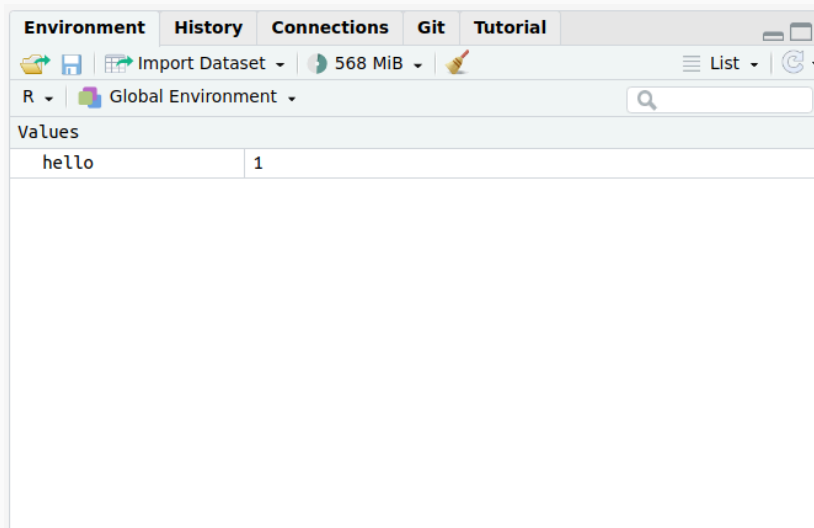 Environment History Connections Git Tutorial
Import Dataset 568 MiB List
R Global Environment
Values
hello 1